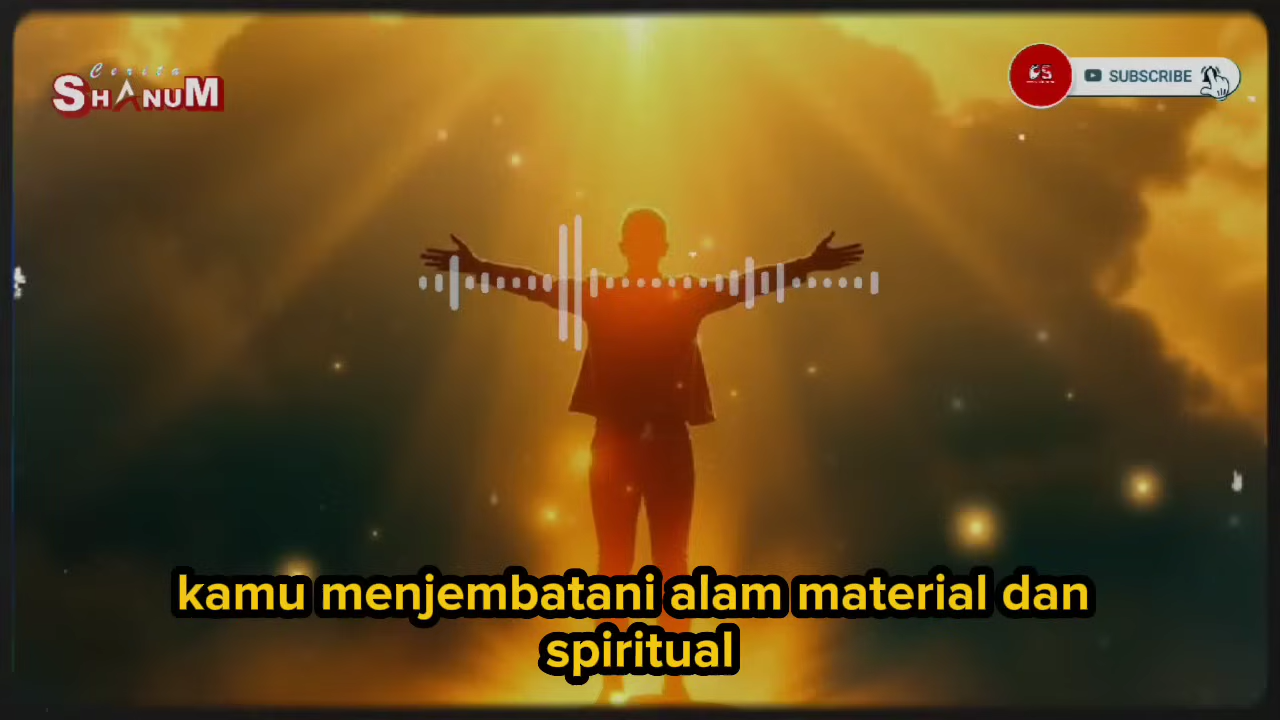 Cerita
SHANUM
SUBSCRIBE
kamu menjembatani alam material dan
spiritual